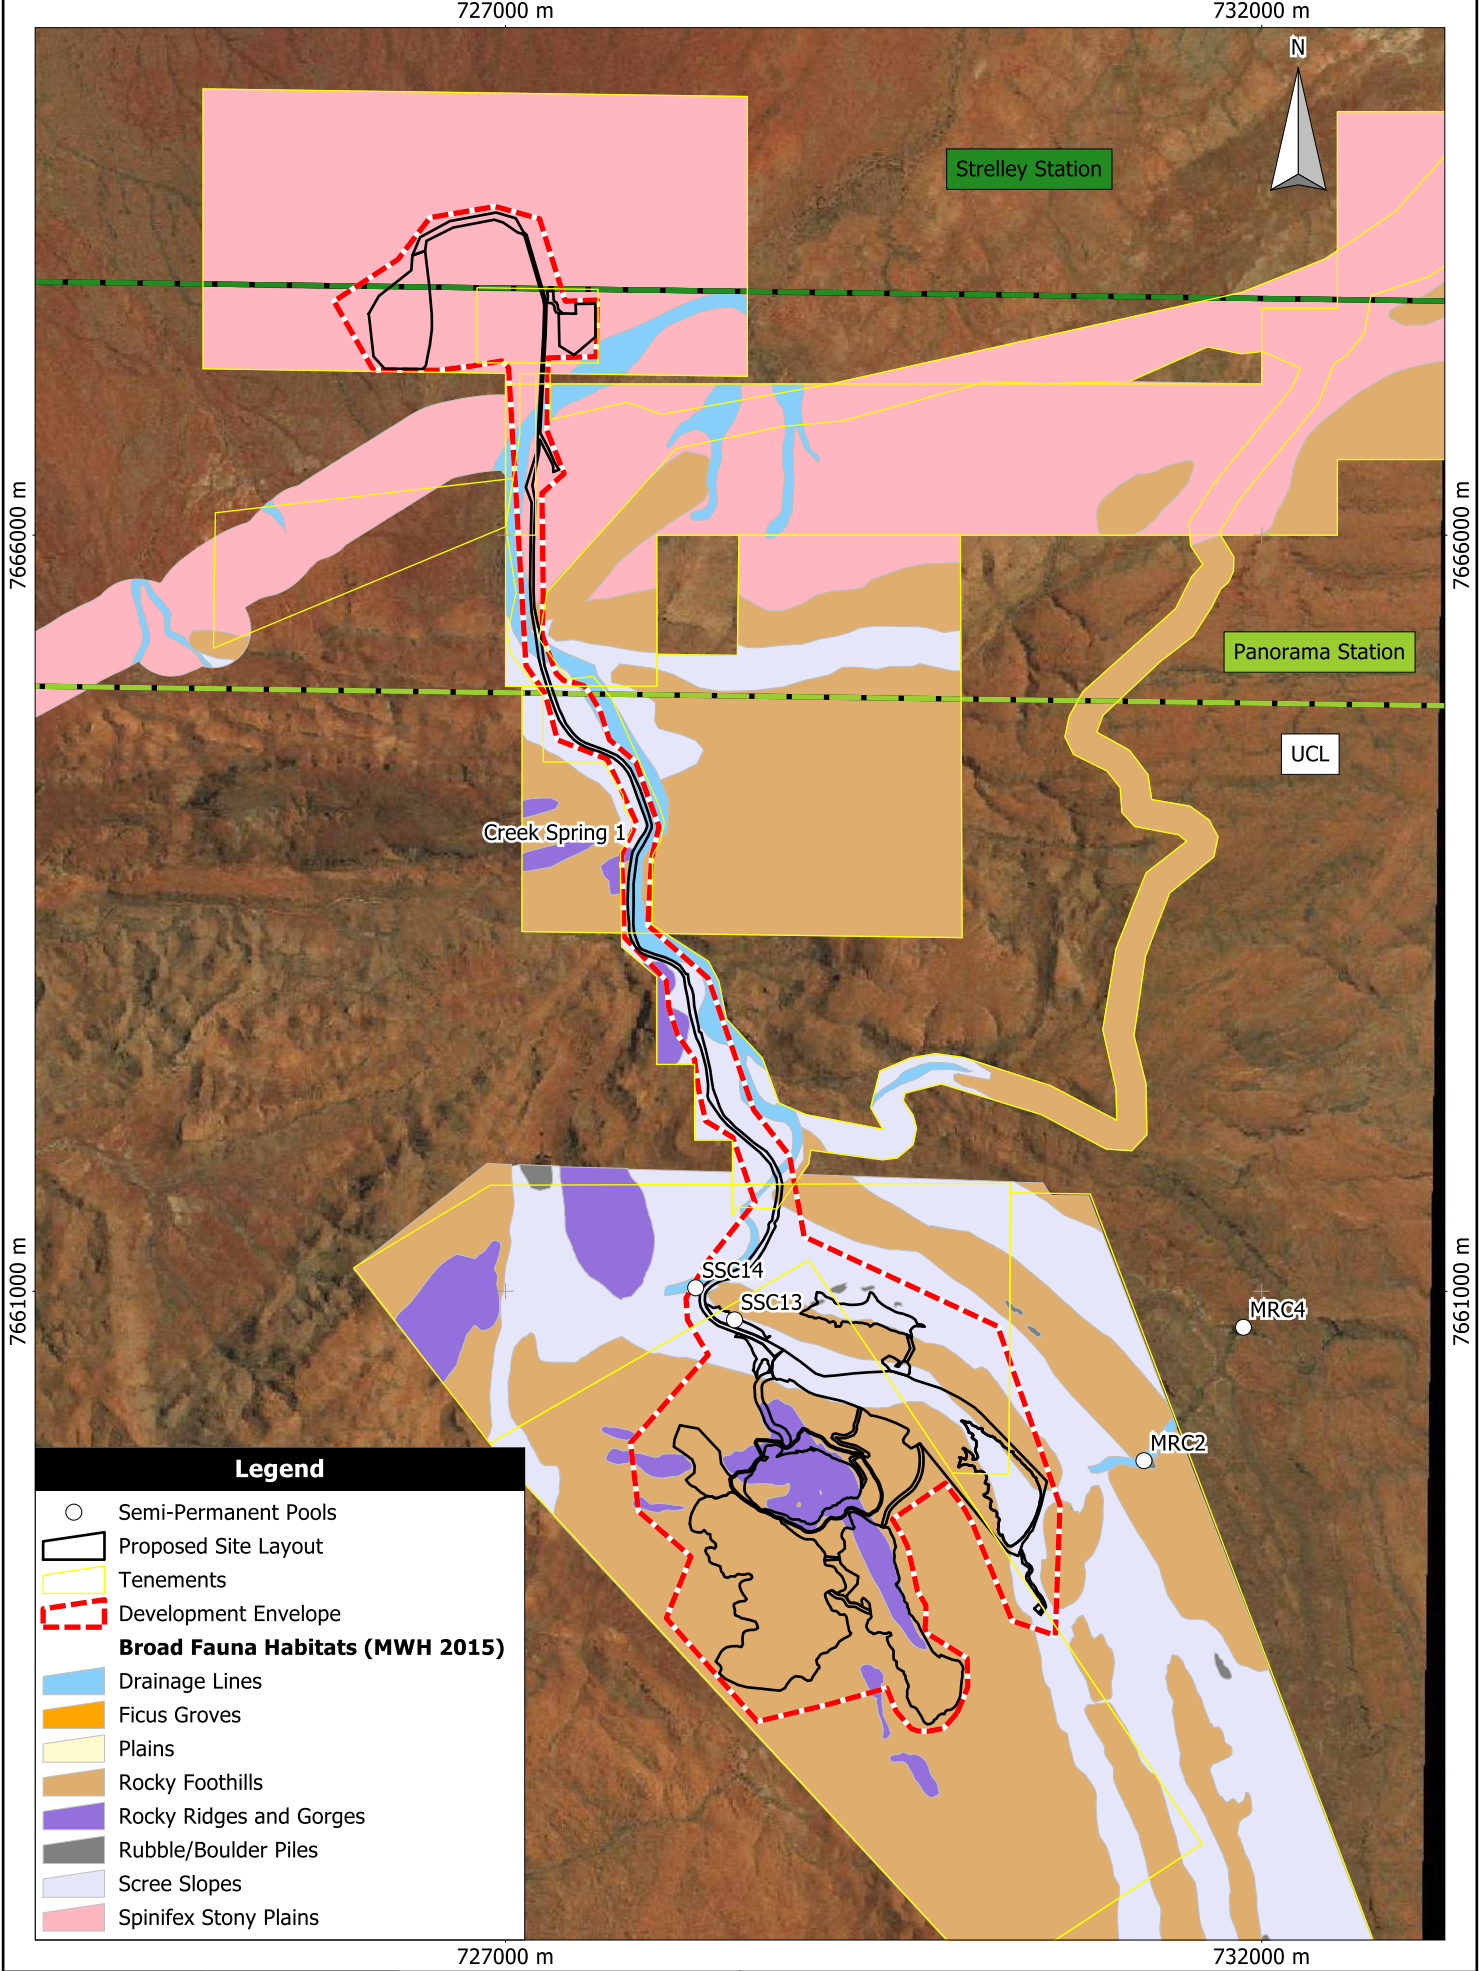 727000 m
732000 m
N
Strelley Station
7666000 m
7666000 m
Panorama Station
UCL
Creek Spring 1
7661000 m
7661000 m
SSC14
SSC13
MRC4
MRC2
Legend
Semi-Permanent Pools
Proposed Site Layout
Tenements
Development Envelope
Broad Fauna Habitats (MWH 2015)
Drainage Lines
Ficus Groves
Plains
Rocky Foothills
Rocky Ridges and Gorges
Rubble/Boulder Piles
Scree Slopes
Spinifex Stony Plains
727000 m
732000 m